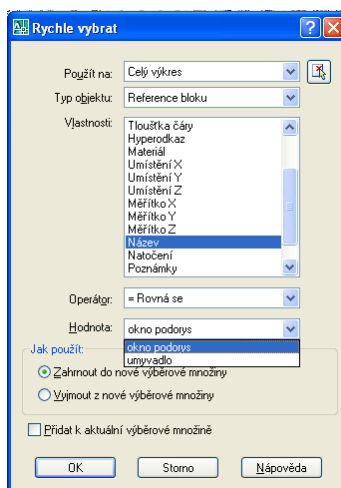 Rychle vybrat
Použít na: Celý výkres
Typ objektu: Reference bloku
Vlastnosti: Tloušťka čáry
Hyperodkaz
Materiál
Umístění X
Umístění Y
Umístění Z
Měřítko X
Měřítko Y
Měřítko Z
Název
Natočení
Poznámky
Operátor: = Rovná se
Hodnota: okno podorys
okno podorys
umyvadlo
Jak použít:
Zahrnout do nové výběrové množiny
Vyjmout z nové výběrové množiny
Přidat k aktuální výběrové množině
OK Storno Nápověda